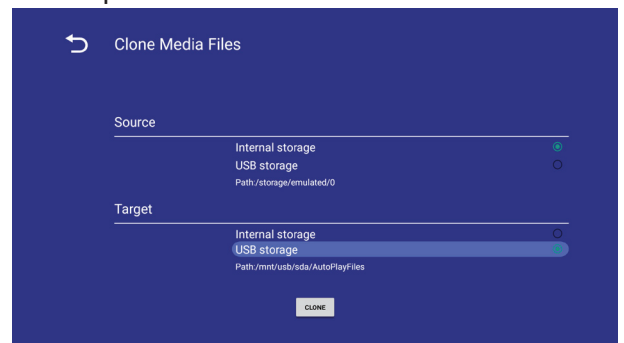 Clone Media Files
Source
Internal storage
USB storage
Path:/storage/emulated/0
Target
Internal storage
USB storage
Path:/mnt/usb/sda/AutoPlayFiles
CLONE